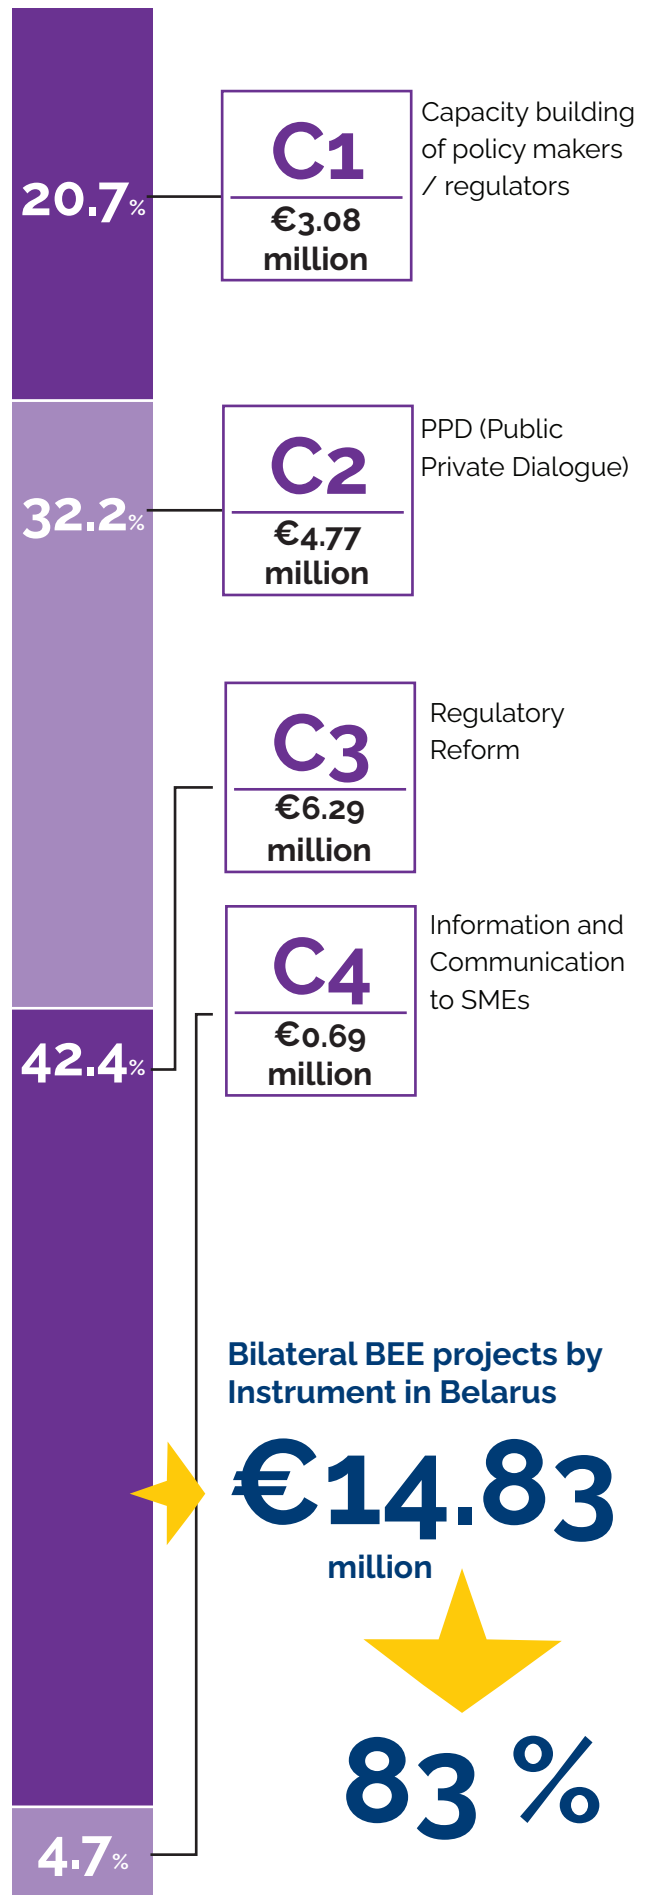 20.7%
C1
€3.08
million
Capacity building
of policy makers
/ regulators
32.2%
C2
€4.77
million
PPD (Public
Private Dialogue)
C3
€6.29
million
Regulatory
Reform
42.4%
C4
€0.69
million
Information and
Communication
to SMEs
Bilateral BEE projects by
Instrument in Belarus
€14.83
million
83 %
4.7%